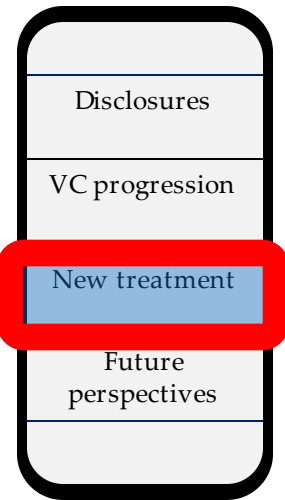 Disclosures
VC progression
New treatment
Future
perspectives